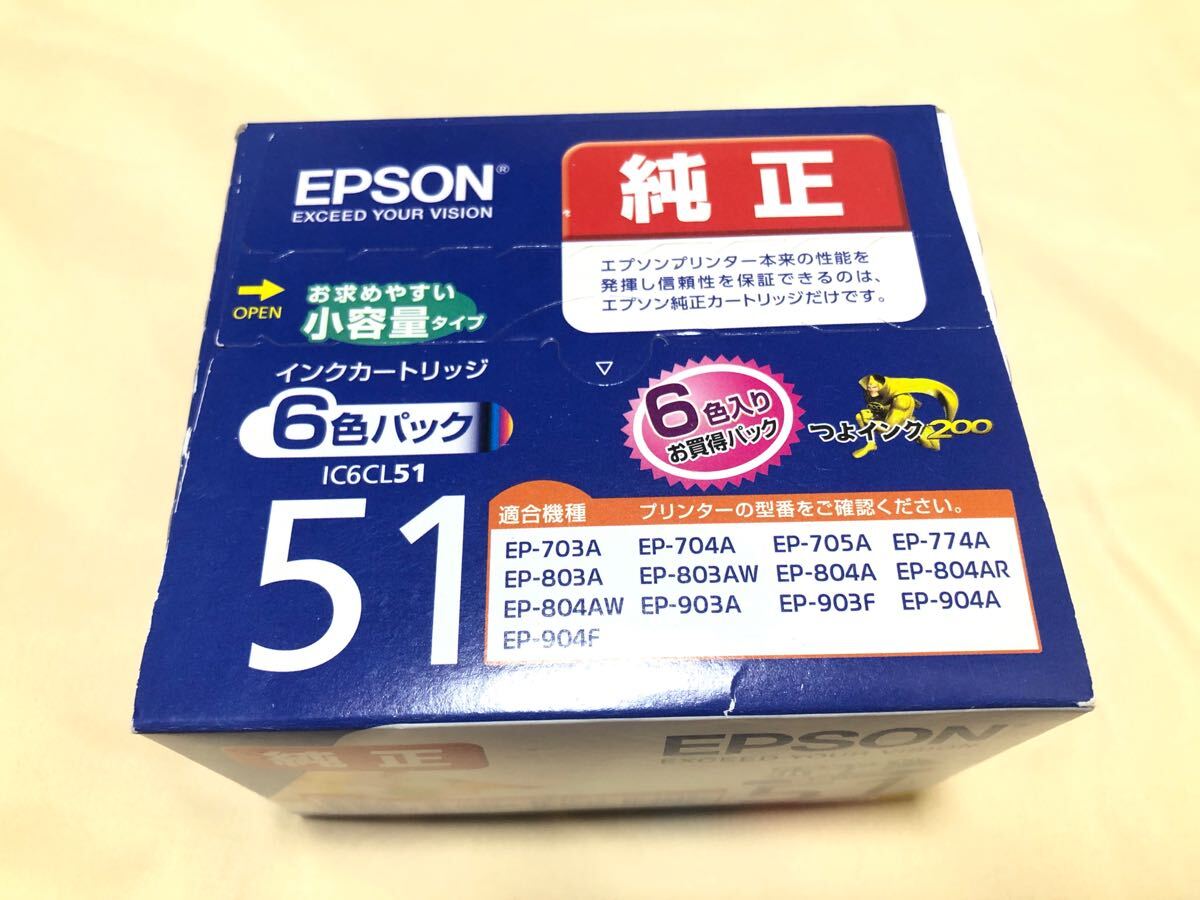 EPSON®
EXCEED YOUR VISION
純正
エプソンプリンター本来の性能を
発揮し信頼性を保証できるのは、
エプソン純正カートリッジだけです。
OPEN
お求めやすい
小容量タイプ
インクカートリッジ
6色パック
IC6CL51
51
6色入り
お買得パック
つよインク200
適合機種 プリンターの型番をご確認ください。
EP-703A EP-704A EP-705A EP-774A
EP-803A EP-803AW EP-804A EP-804AR
EP-804AW EP-903A EP-903F EP-904A
EP-904F
純正
EPSON
EXCEED YOUR VISION